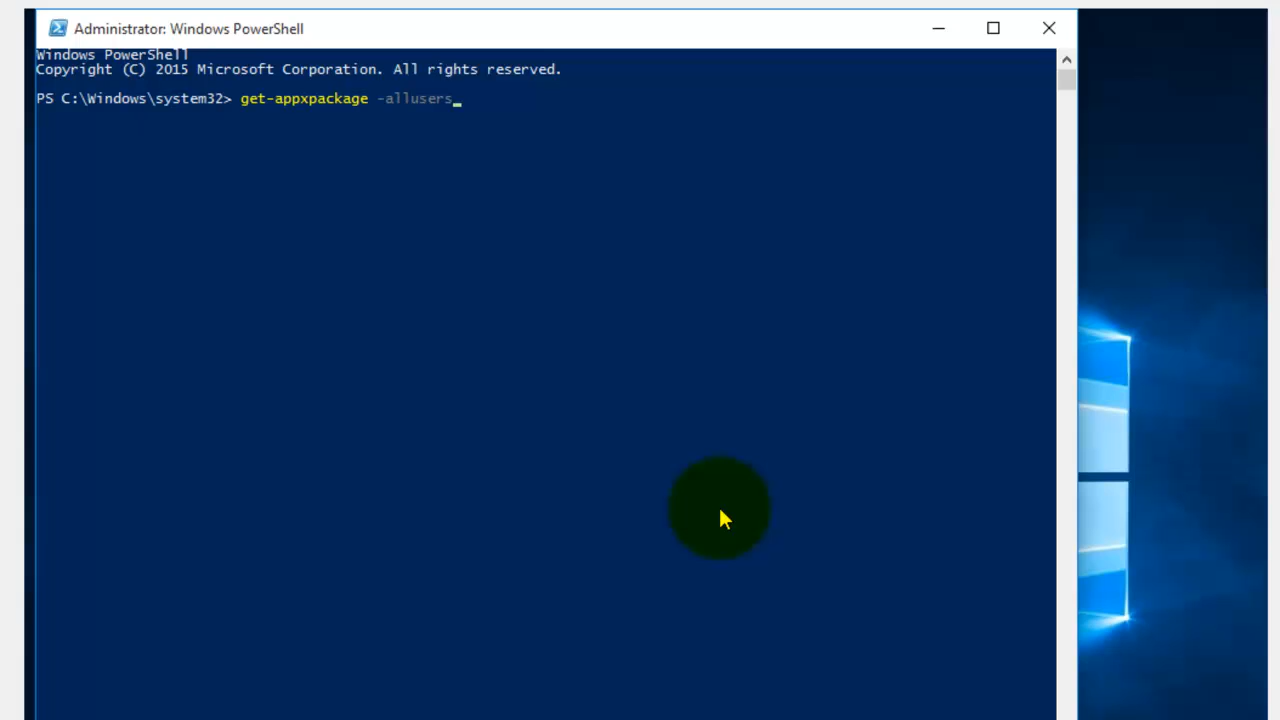 Administrator: Windows PowerShell
Windows PowerShell
Copyright (C) 2015 Microsoft Corporation. All rights reserved.
PS C:\Windows\system32> get-appxpackage -allusers